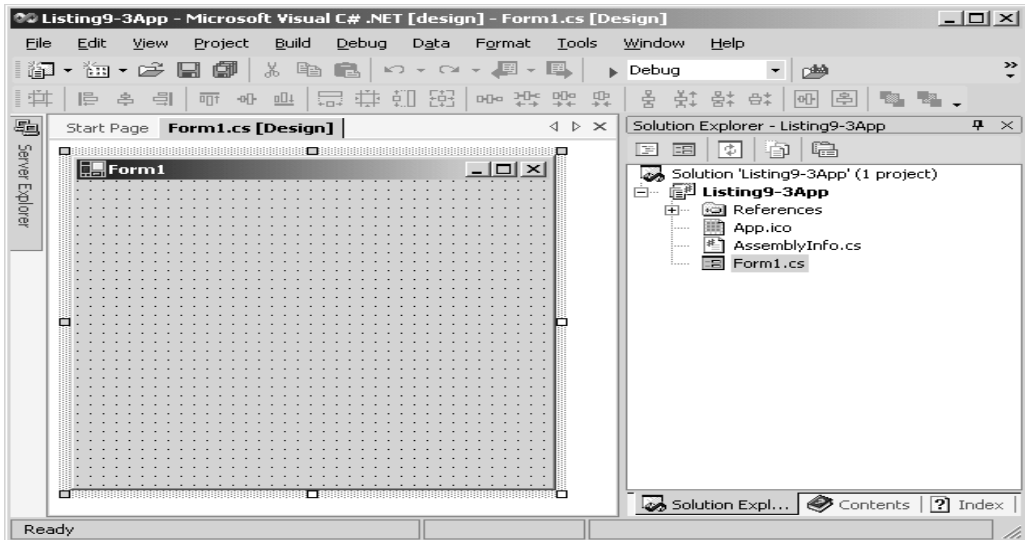 Listing9-3App - Microsoft Visual C# .NET [design] - Form1.cs [Design]
File Edit View Project Build Debug Data Format Tools Window Help
Debug
Start Page Form1.cs [Design]
Solution Explorer - Listing9-3App
Server Explorer
Form1
Solution 'Listing9-3App' (1 project)
Listing9-3App
References
App.ico
AssemblyInfo.cs
Form1.cs
Solution Expl... Contents Index
Ready